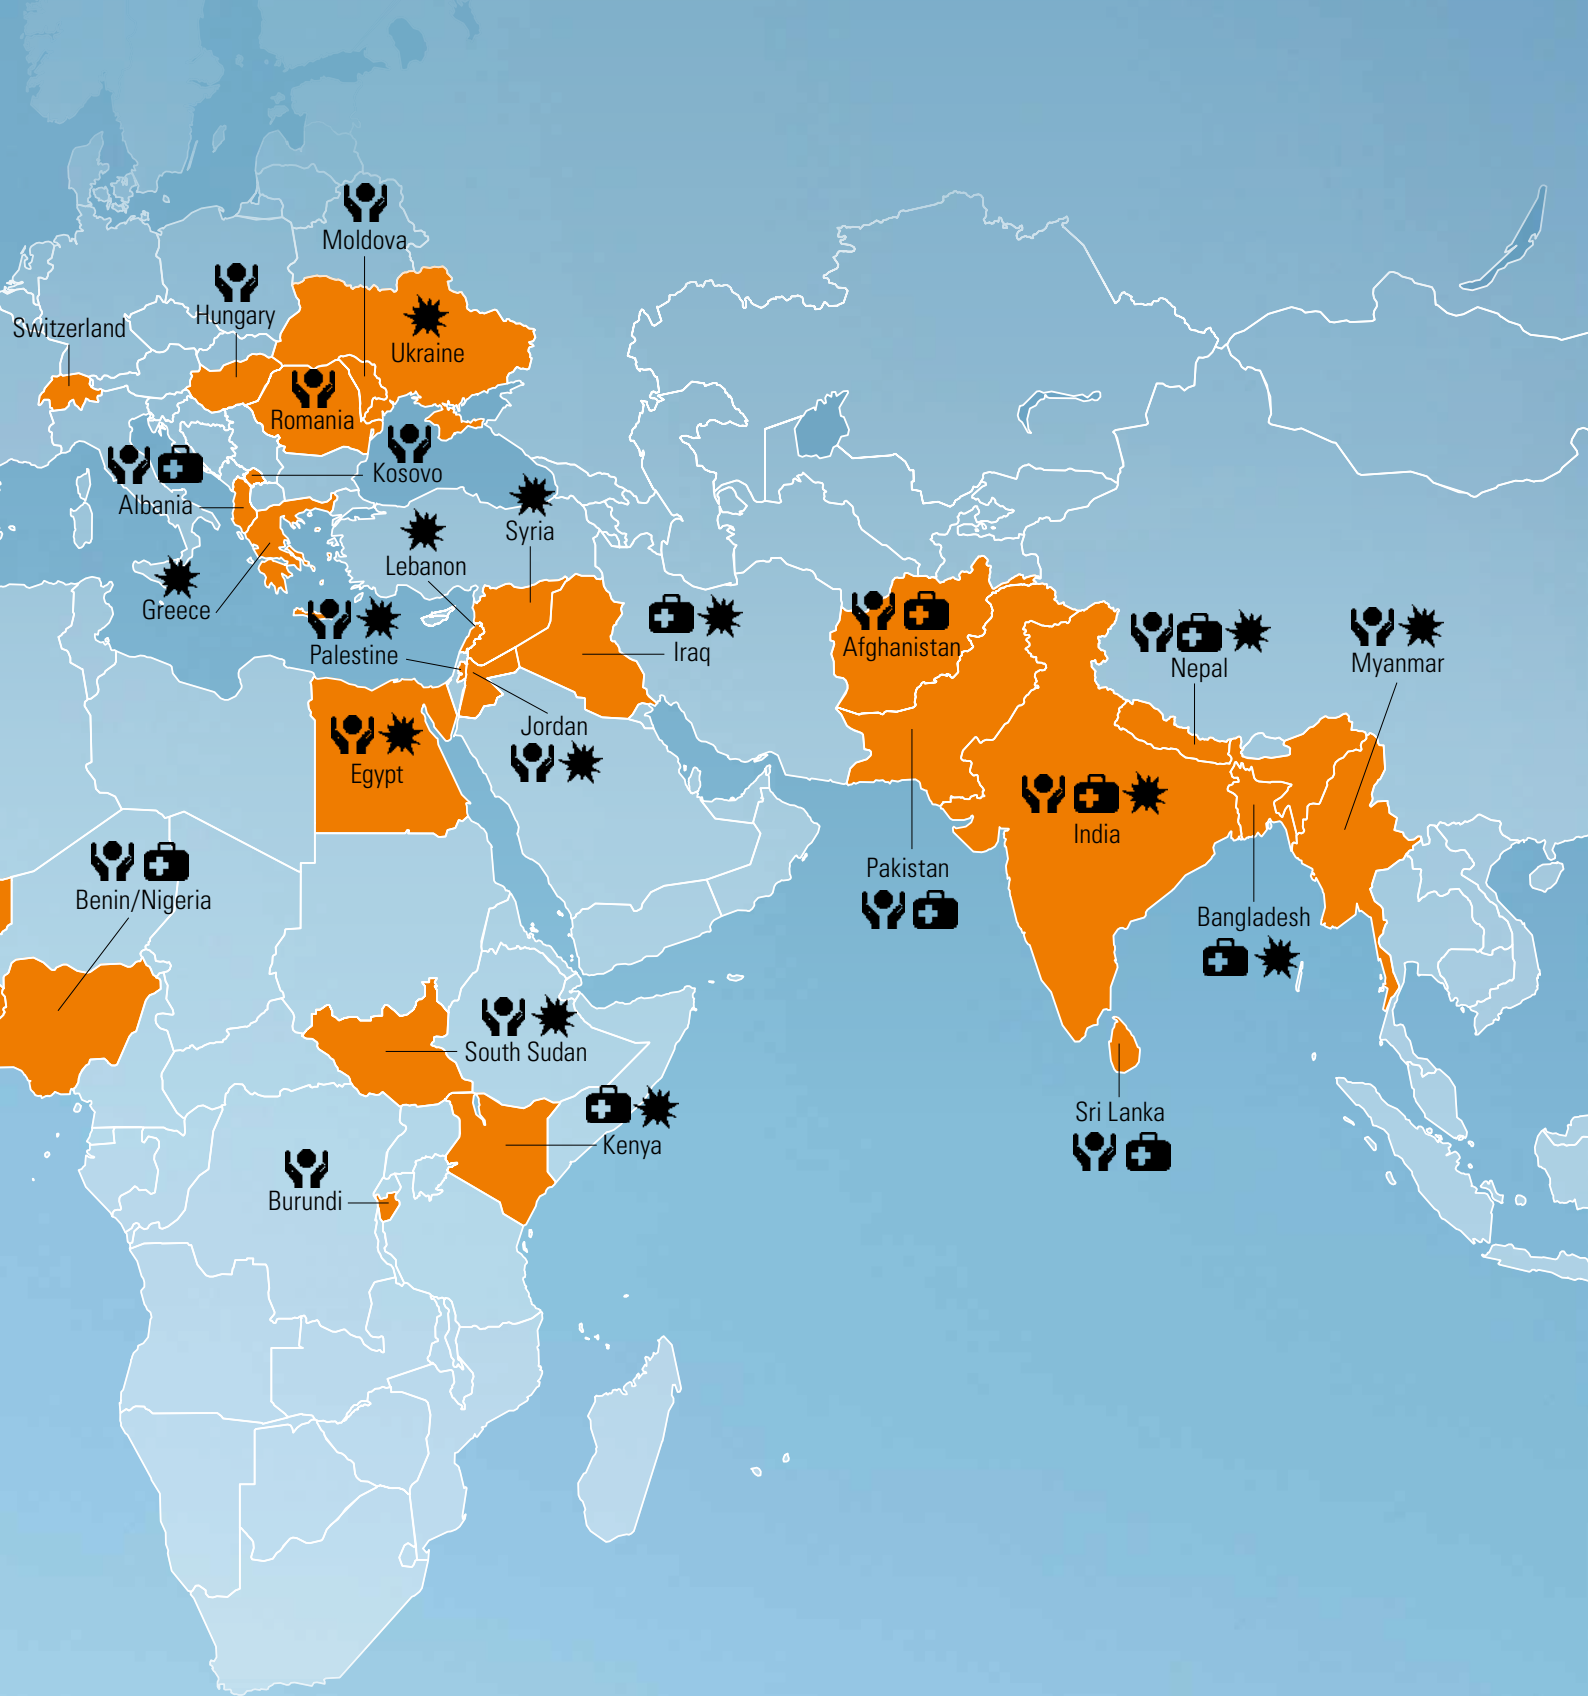 Moldova
Hungary
Switzerland
Ukraine
Romania
Kosovo
Albania
Syria
Lebanon
Greece
Palestine
Iraq
Afghanistan
Nepal
Myanmar
Jordan
Egypt
India
Pakistan
Benin/Nigeria
Bangladesh
South Sudan
Sri Lanka
Kenya
Burundi